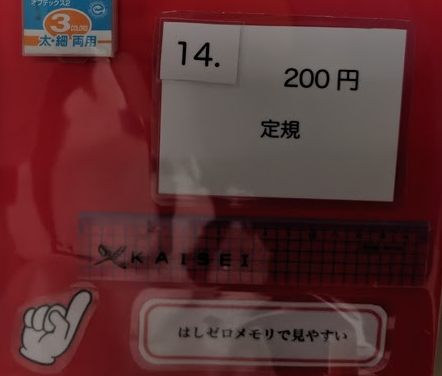 3
太・細 両用
14.
200 円
定規
KAISEI
はしゼロメモリで見やすい